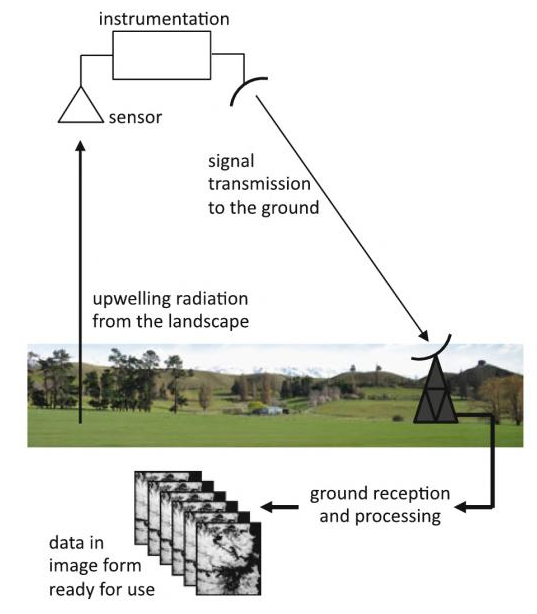 instrumentation
sensor
signal
transmission
to the ground
upwelling radiation
from the landscape
ground reception
and processing
data in
image form
ready for use